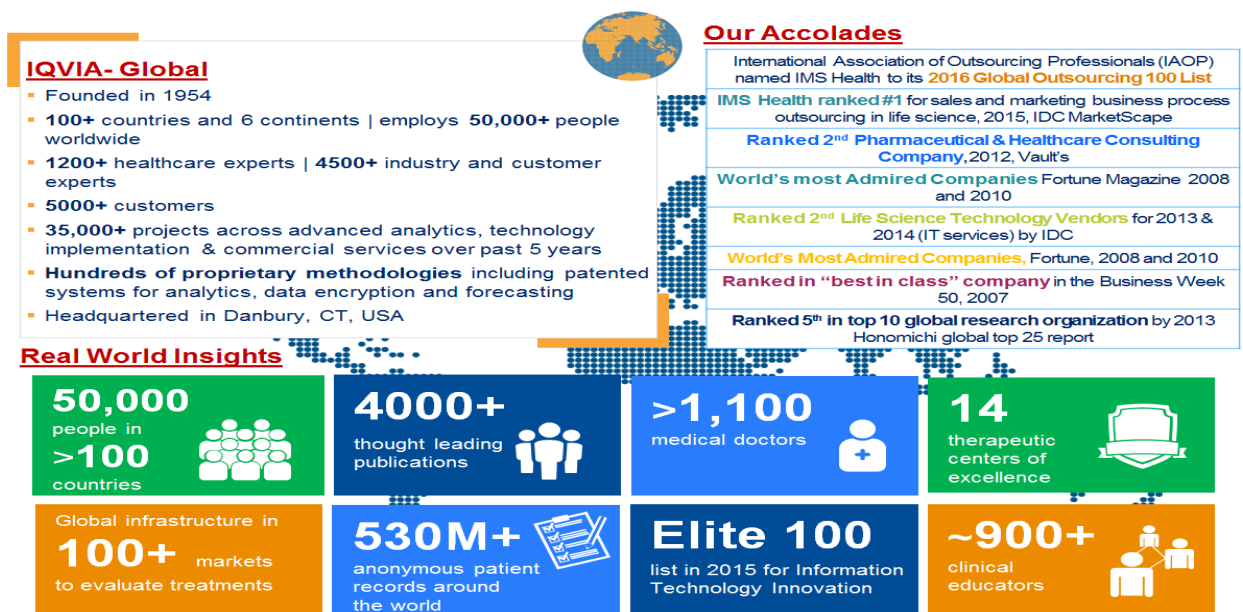 IQVIA- Global
▪ Founded in 1954
▪ 100+ countries and 6 continents | employs 50,000+ people
worldwide
▪ 1200+ healthcare experts | 4500+ industry and customer
experts
▪ 5000+ customers
▪ 35,000+ projects across advanced analytics, technology
implementation & commercial services over past 5 years
▪ Hundreds of proprietary methodologies including patented
systems for analytics, data encryption and forecasting
▪ Headquartered in Danbury, CT, USA
Our Accolades
International Association of Outsourcing Professionals (IAOP)
named IMS Health to its 2016 Global Outsourcing 100 List
IMS Health ranked #1 for sales and marketing business process
outsourcing in life science, 2015, IDC MarketScape
Ranked 2nd Pharmaceutical & Healthcare Consulting
Company, 2012, Vault's
World's most Admired Companies Fortune Magazine 2008
and 2010
Ranked 2nd Life Science Technology Vendors for 2013 &
2014 (IT services) by IDC
World's Most Admired Companies, Fortune, 2008 and 2010
Ranked in "best in class" company in the Business Week
50, 2007
Ranked 5th in top 10 global research organization by 2013
Honomichi global top 25 report
Real World Insights
50,000
people in
>100
countries
4000+
thought leading
publications
>1,100
medical doctors
14
therapeutic
centers of
excellence
Global infrastructure in
100+ markets
to evaluate treatments
530M+
anonymous patient
records around
the world
Elite 100
list in 2015 for Information
Technology Innovation
~900+
clinical
educators